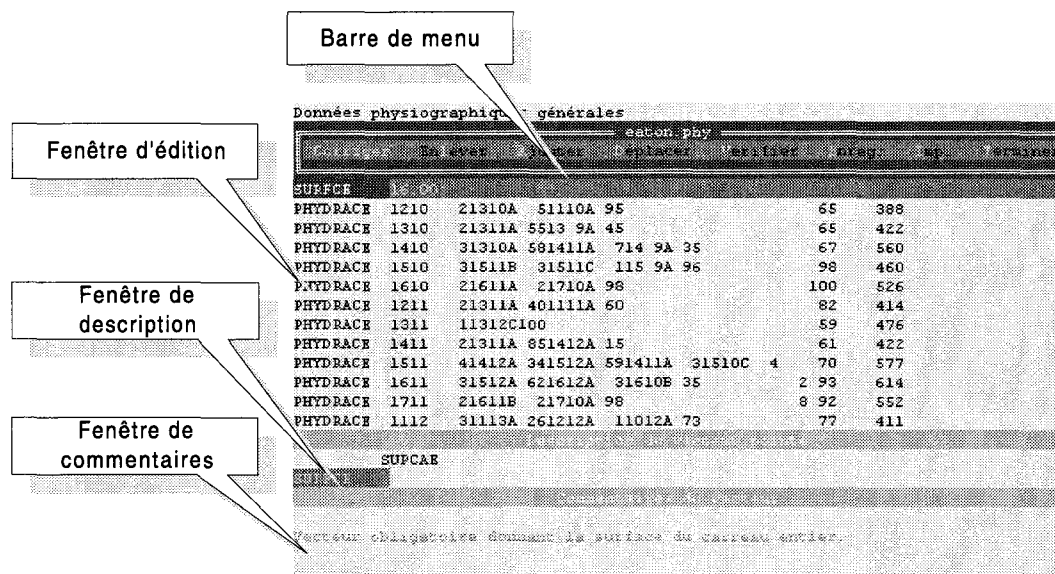 Barre de menu
Données physiographiques générales
eaton.phy
Enlever Ajouter Remplacer Verifier Enreg. Imp. Terminer
Fenêtre d'édition
SURFCE 16.00
PHYDRACE 1210 21310A 51110A 95 65 388
PHYDRACE 1310 21311A 5513 9A 45 65 422
PHYDRACE 1410 31310A 581411A 714 9A 35 67 560
PHYDRACE 1510 31511B 31511C 115 9A 96 98 460
PHYDRACE 1610 21611A 21710A 98 100 526
PHYDRACE 1211 21311A 401111A 60 82 414
PHYDRACE 1311 11312C100 59 476
PHYDRACE 1411 21311A 851412A 15 61 422
PHYDRACE 1511 41412A 341512A 591411A 31510C 4 70 577
PHYDRACE 1611 31512A 621612A 31610B 35 2 93 614
PHYDRACE 1711 21611B 21710A 98 8 92 552
PHYDRACE 1112 31113A 261212A 11012A 73 77 411
Fenêtre de
description
SUPCAE
Fenêtre de
commentaires
Vecteur obligatoire donnant la surface du carreau entier.